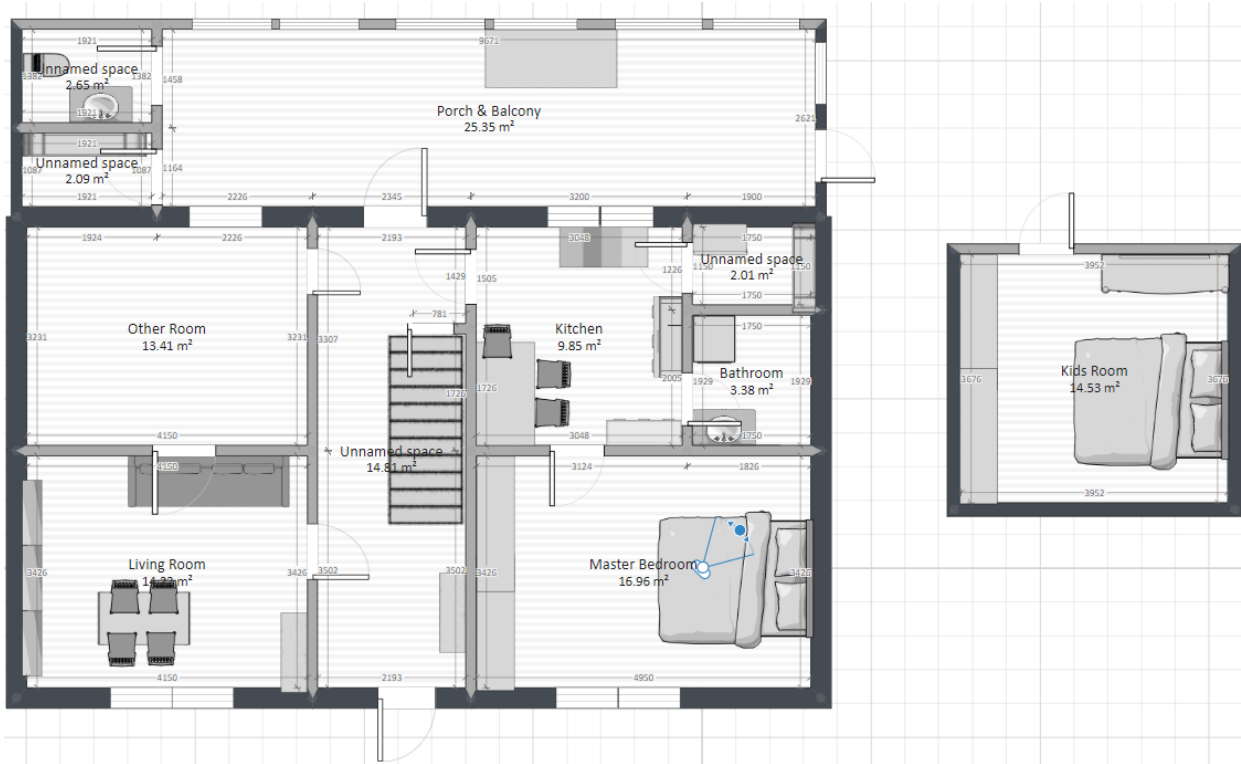 1921
9671
1382
Unnamed space
1382
2.65 m²
1458
1921
Porch & Balcony
25.35 m²
2621
1921
1087
Unnamed space
1087
2.09 m²
1164
1921
2226
2345
3200
1900
1924
2226
2193
3048
1750
1226
1150
Unnamed space
1150
2.01 m²
1429
1505
1750
781
3231
Other Room
13.41 m²
3231
3307
Kitchen
9.85 m²
1750
1726
1726
2005
1929
Bathroom
3.38 m²
1929
4150
3048
1750
4150
Unnamed space
14.81 m²
3124
1826
3426
Living Room
3426
3502
3502
3426
Master Bedroom
16.96 m²
3426
4150
2193
4950
3952
3676
Kids Room
14.53 m²
3676
3952